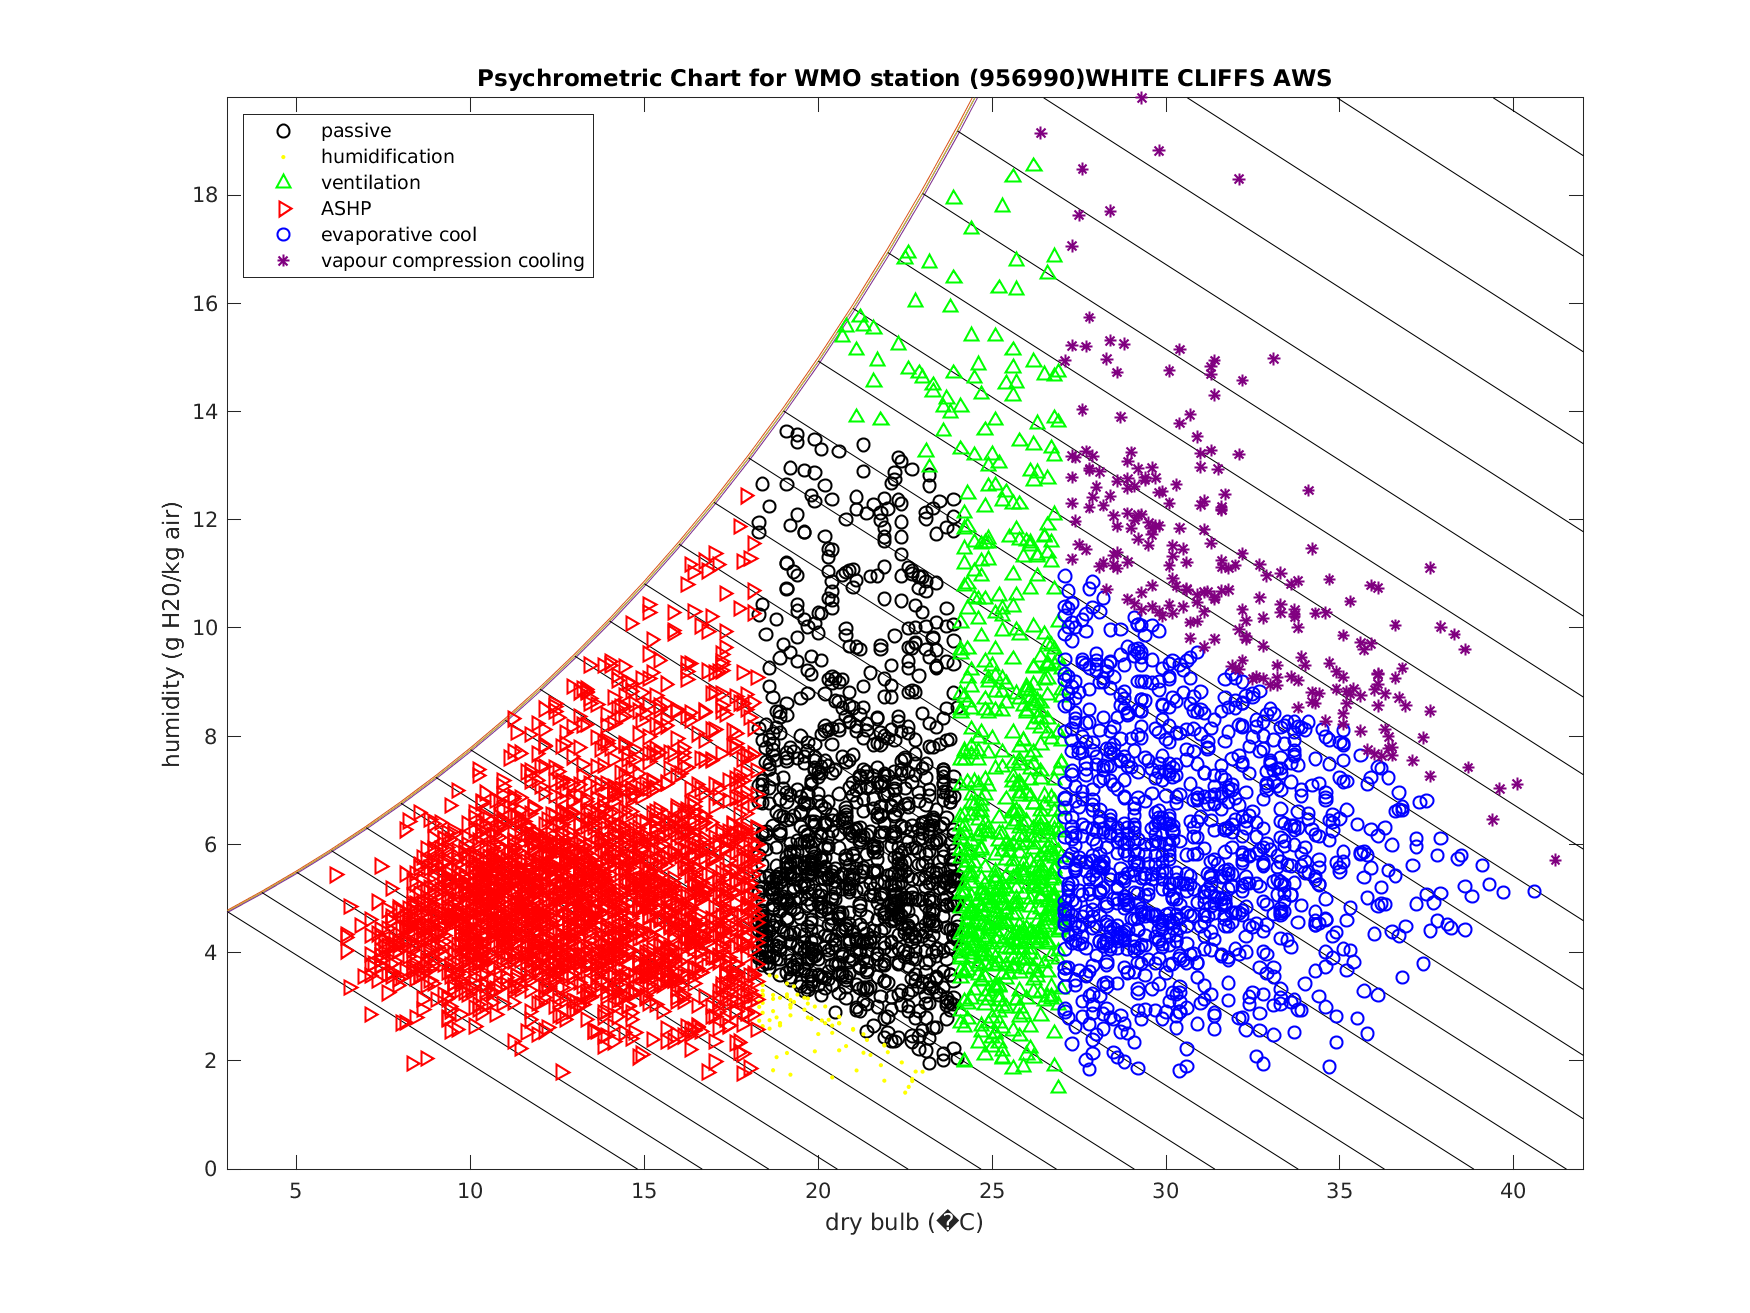 Psychrometric Chart for WMO station (956990)WHITE CLIFFS AWS
passive
humidification
ventilation
ASHP
evaporative cool
vapour compression cooling
humidity (g H20/kg air)
18
16
14
12
10
8
6
4
2
0
5 10 15 20 25 30 35 40
dry bulb (�C)